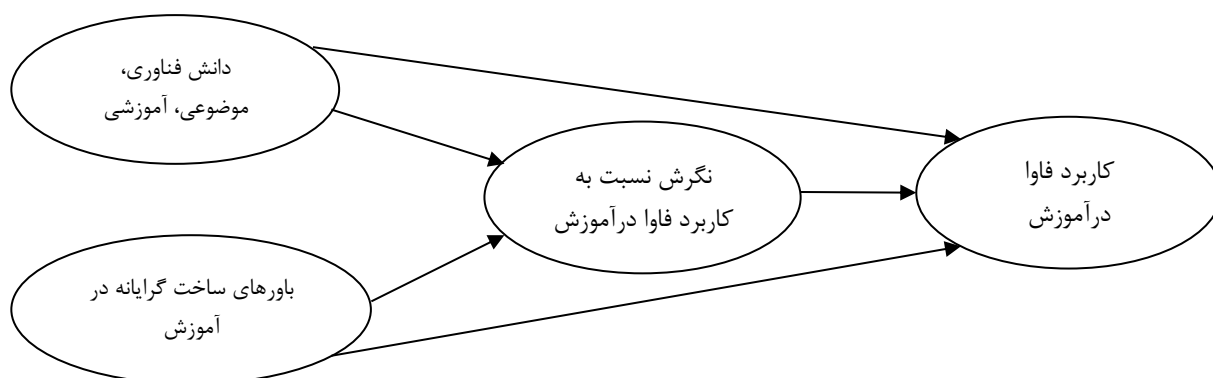 دانش فناوری،
موضوعی، آموزشی
نگرش نسبت به
کاربرد فاوا درآموزش
کاربرد فاوا
درآموزش
باورهای ساخت گرایانه در
آموزش